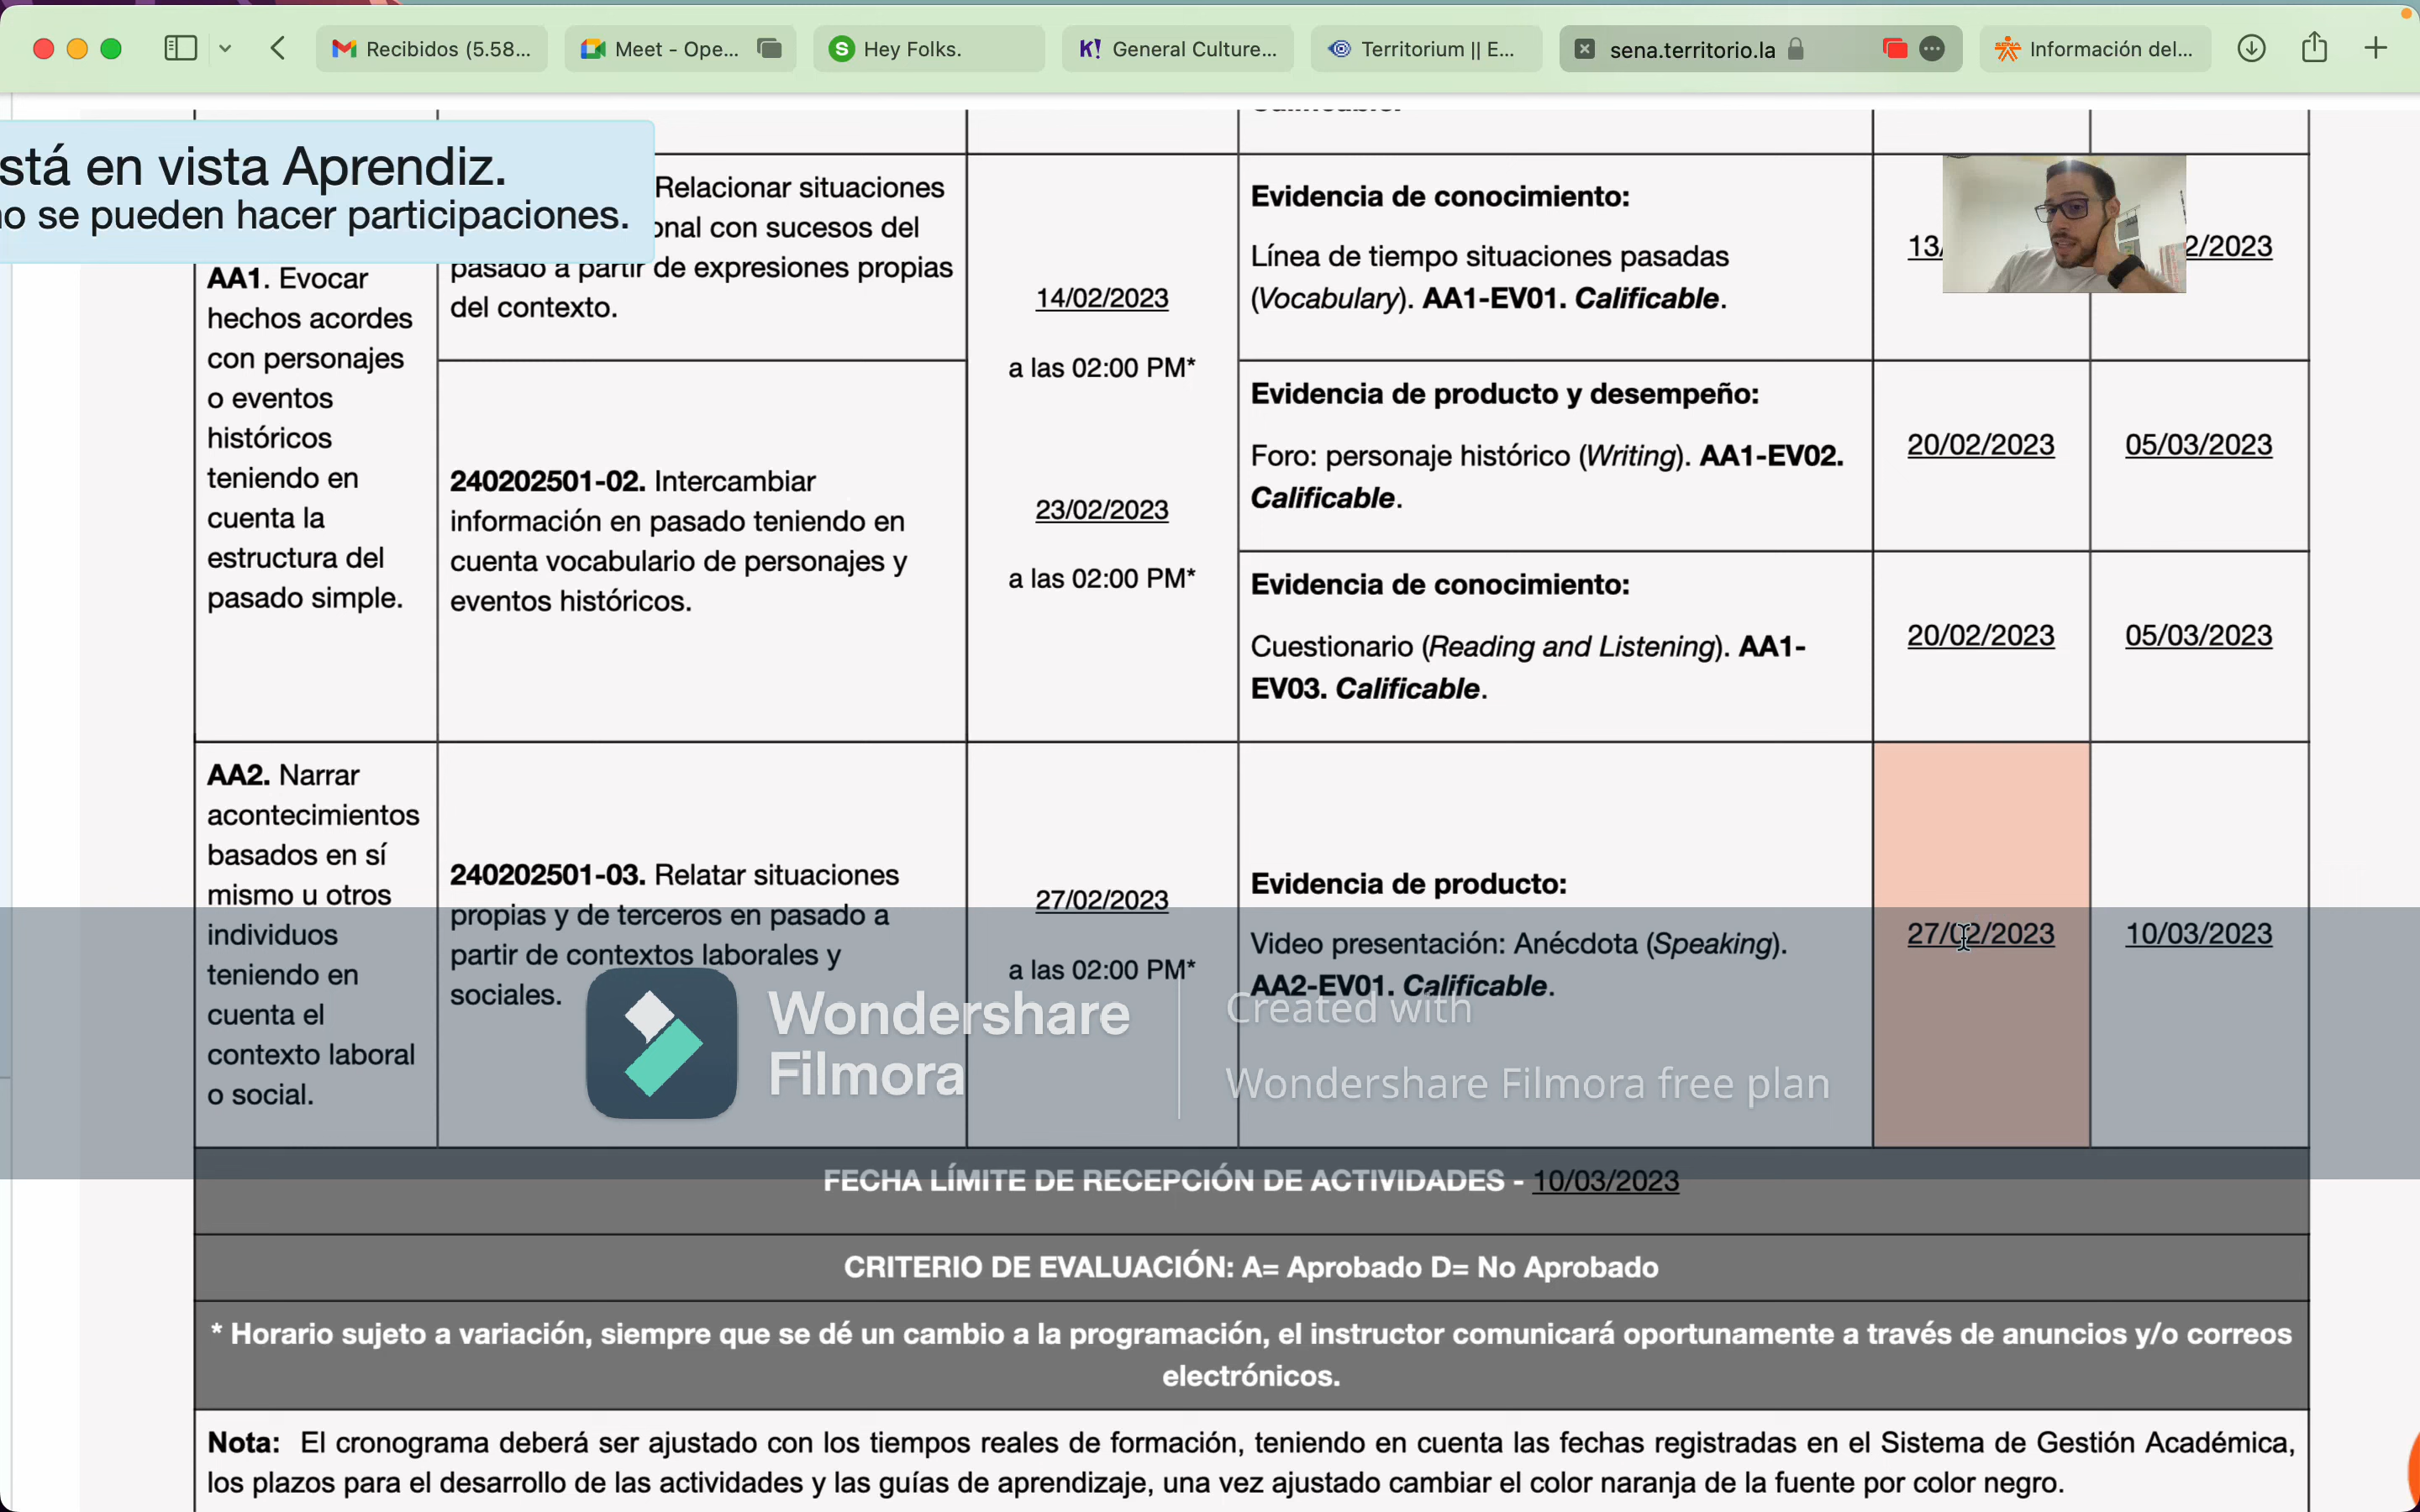 Recibidos (5.58...
Meet - Ope...
S Hey Folks.
K! General Culture...
Territorium || E...
sena.territorio.la
Información del...
stá en vista Aprendiz.
no se pueden hacer participaciones.
AA1. Evocar
hechos acordes
con personajes
o eventos
históricos
teniendo en
cuenta la
estructura del
pasado simple.
Relacionar situaciones
onal con sucesos del
pasado a partir de expresiones propias
del contexto.
240202501-02. Intercambiar
información en pasado teniendo en
cuenta vocabulario de personajes y
eventos históricos.
14/02/2023
a las 02:00 PM*
23/02/2023
a las 02:00 PM*
Evidencia de conocimiento:
Línea de tiempo situaciones pasadas
(Vocabulary). AA1-EV01. Calificable.
13/
2/2023
Evidencia de producto y desempeño:
Foro: personaje histórico (Writing). AA1-EV02.
Calificable.
20/02/2023
05/03/2023
Evidencia de conocimiento:
Cuestionario (Reading and Listening). AA1-
EV03. Calificable.
20/02/2023
05/03/2023
AA2. Narrar
acontecimientos
basados en sí
mismo u otros
individuos
teniendo en
cuenta el
contexto laboral
o social.
240202501-03. Relatar situaciones
propias y de terceros en pasado a
partir de contextos laborales y
sociales.
27/02/2023
a las 02:00 PM*
Evidencia de producto:
Video presentación: Anécdota (Speaking).
AA2-EV01. Calificable.
27/02/2023
10/03/2023
Wondershare
Filmora
Created with
Wondershare Filmora free plan
FECHA LÍMITE DE RECEPCIÓN DE ACTIVIDADES - 10/03/2023
CRITERIO DE EVALUACIÓN: A= Aprobado D= No Aprobado
* Horario sujeto a variación, siempre que se dé un cambio a la programación, el instructor comunicará oportunamente a través de anuncios y/o correos
electrónicos.
Nota: El cronograma deberá ser ajustado con los tiempos reales de formación, teniendo en cuenta las fechas registradas en el Sistema de Gestión Académica,
los plazos para el desarrollo de las actividades y las guías de aprendizaje, una vez ajustado cambiar el color naranja de la fuente por color negro.